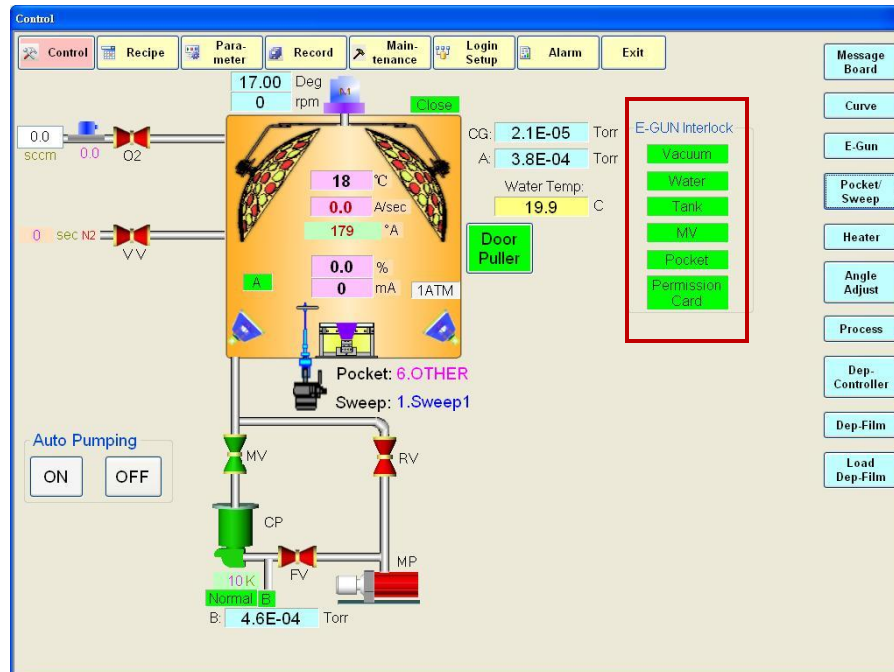 Control
Control
Recipe
Para-
meter
Record
Main-
tenance
Login
Setup
Alarm
Exit
17.00 Deg
0 rpm
0.1
Close
0.0
sccm
0.0
O2
CG: 2.1E-05 Torr
A: 3.8E-04 Torr
Water Temp:
19.9 C
E-GUN Interlock
Vacuum
Water
Tank
MV
Pocket
Permission
Card
18 ℃
0.0 A/sec
179 °A
0 sec N2
VV
Door
Puller
0.0 %
0 mA
A
1ATM
Pocket: 6.OTHER
Sweep: 1.Sweep1
Auto Pumping
ON
OFF
MV
RV
CP
FV
MP
10 K
Normal
B
B: 4.6E-04 Torr
Message
Board
Curve
E-Gun
Pocket/
Sweep
Heater
Angle
Adjust
Process
Dep-
Controller
Dep-Film
Load
Dep-Film